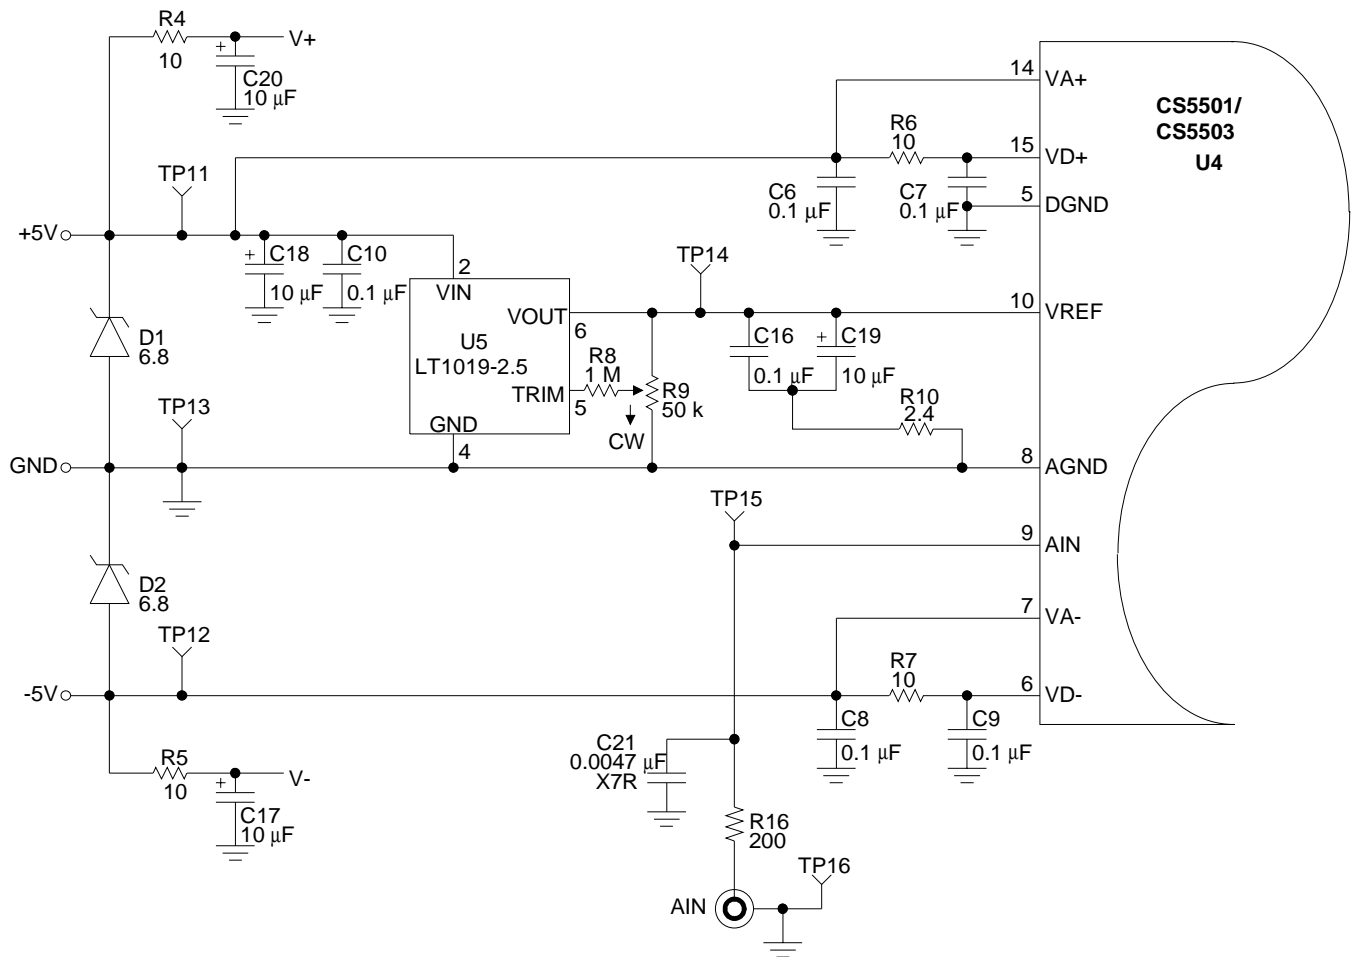 R4
10
V+
+
C20
10 µF
14
VA+
CS5501/
CS5503
U4
R6
10
15
VD+
TP11
C6
0.1 µF
C7
0.1 µF
5
DGND
+5V
+
C18
10 µF
C10
0.1 µF
2
VIN
TP14
10
VREF
VOUT
6
U5
LT1019-2.5
C16
0.1 µF
+
C19
10 µF
D1
6.8
R8
1 M
TRIM
5
R9
50 k
R10
2.4
TP13
GND
4
CW
GND
8
AGND
TP15
9
AIN
D2
6.8
7
VA-
TP12
R7
10
-5V
6
VD-
C8
0.1 µF
C9
0.1 µF
C21
0.0047 µF
X7R
R5
10
V-
+
C17
10 µF
R16
200
TP16
AIN